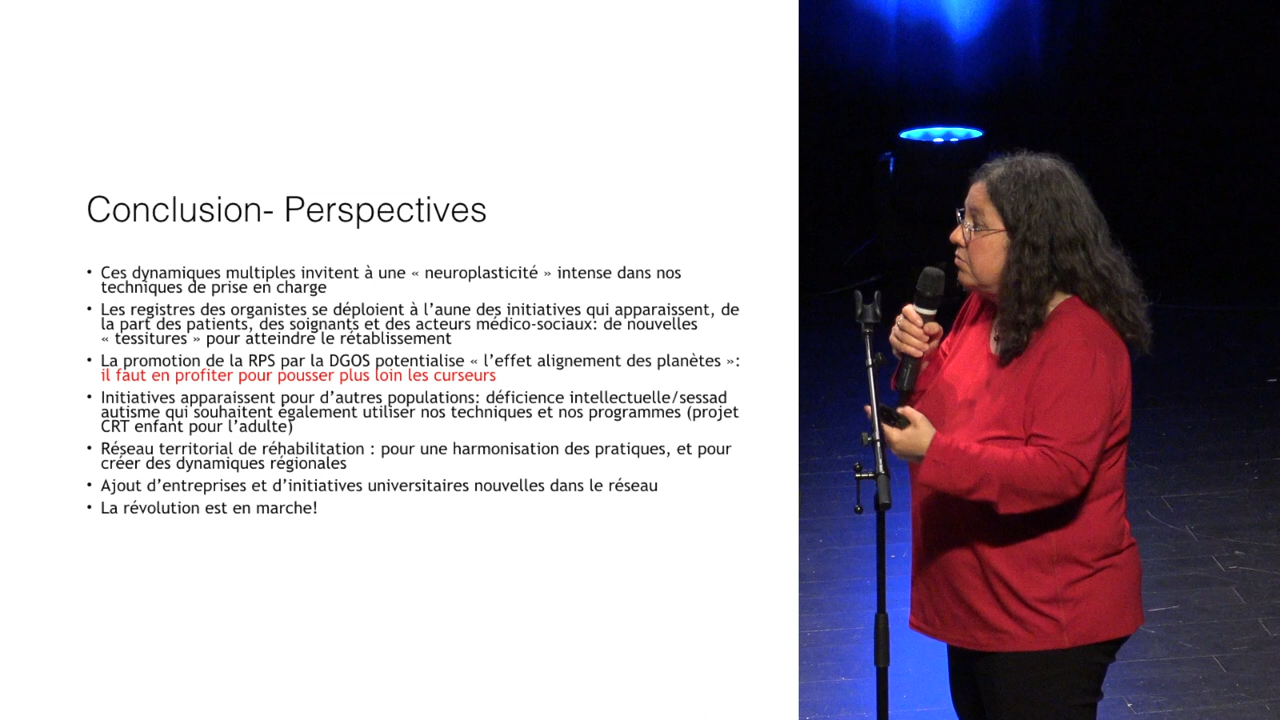 Conclusion- Perspectives
• Ces dynamiques multiples invitent à une « neuroplasticité » intense dans nos
techniques de prise en charge
• Les registres des organistes se déploient à l’aune des initiatives qui apparaissent, de
la part des patients, des soignants et des acteurs médico-sociaux: de nouvelles
« tessitures » pour atteindre le rétablissement
• La promotion de la RPS par la DGOS potentialise « l’effet alignement des planètes »:
il faut en profiter pour pousser plus loin les curseurs
• Initiatives apparaissent pour d’autres populations: déficience intellectuelle/sessad
autisme qui souhaitent également utiliser nos techniques et nos programmes (projet
CRT enfant pour l’adulte)
• Réseau territorial de réhabilitation : pour une harmonisation des pratiques, et pour
créer des dynamiques régionales
• Ajout d’entreprises et d’initiatives universitaires nouvelles dans le réseau
• La révolution est en marche!